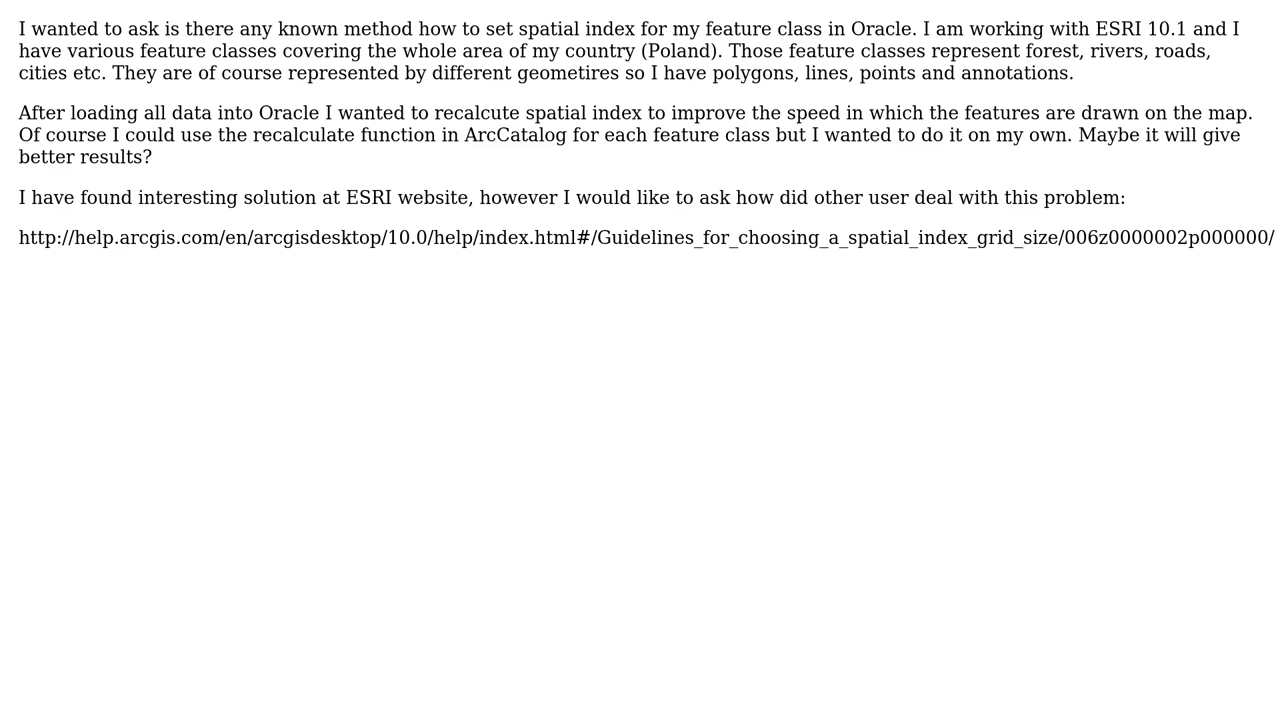 I wanted to ask is there any known method how to set spatial index for my feature class in Oracle. I am working with ESRI 10.1 and I
have various feature classes covering the whole area of my country (Poland). Those feature classes represent forest, rivers, roads,
cities etc. They are of course represented by different geometires so I have polygons, lines, points and annotations.
After loading all data into Oracle I wanted to recalcute spatial index to improve the speed in which the features are drawn on the map.
Of course I could use the recalculate function in ArcCatalog for each feature class but I wanted to do it on my own. Maybe it will give
better results?
I have found interesting solution at ESRI website, however I would like to ask how did other user deal with this problem:
http://help.arcgis.com/en/arcgisdesktop/10.0/help/index.html#/Guidelines_for_choosing_a_spatial_index_grid_size/006z0000002p000000/